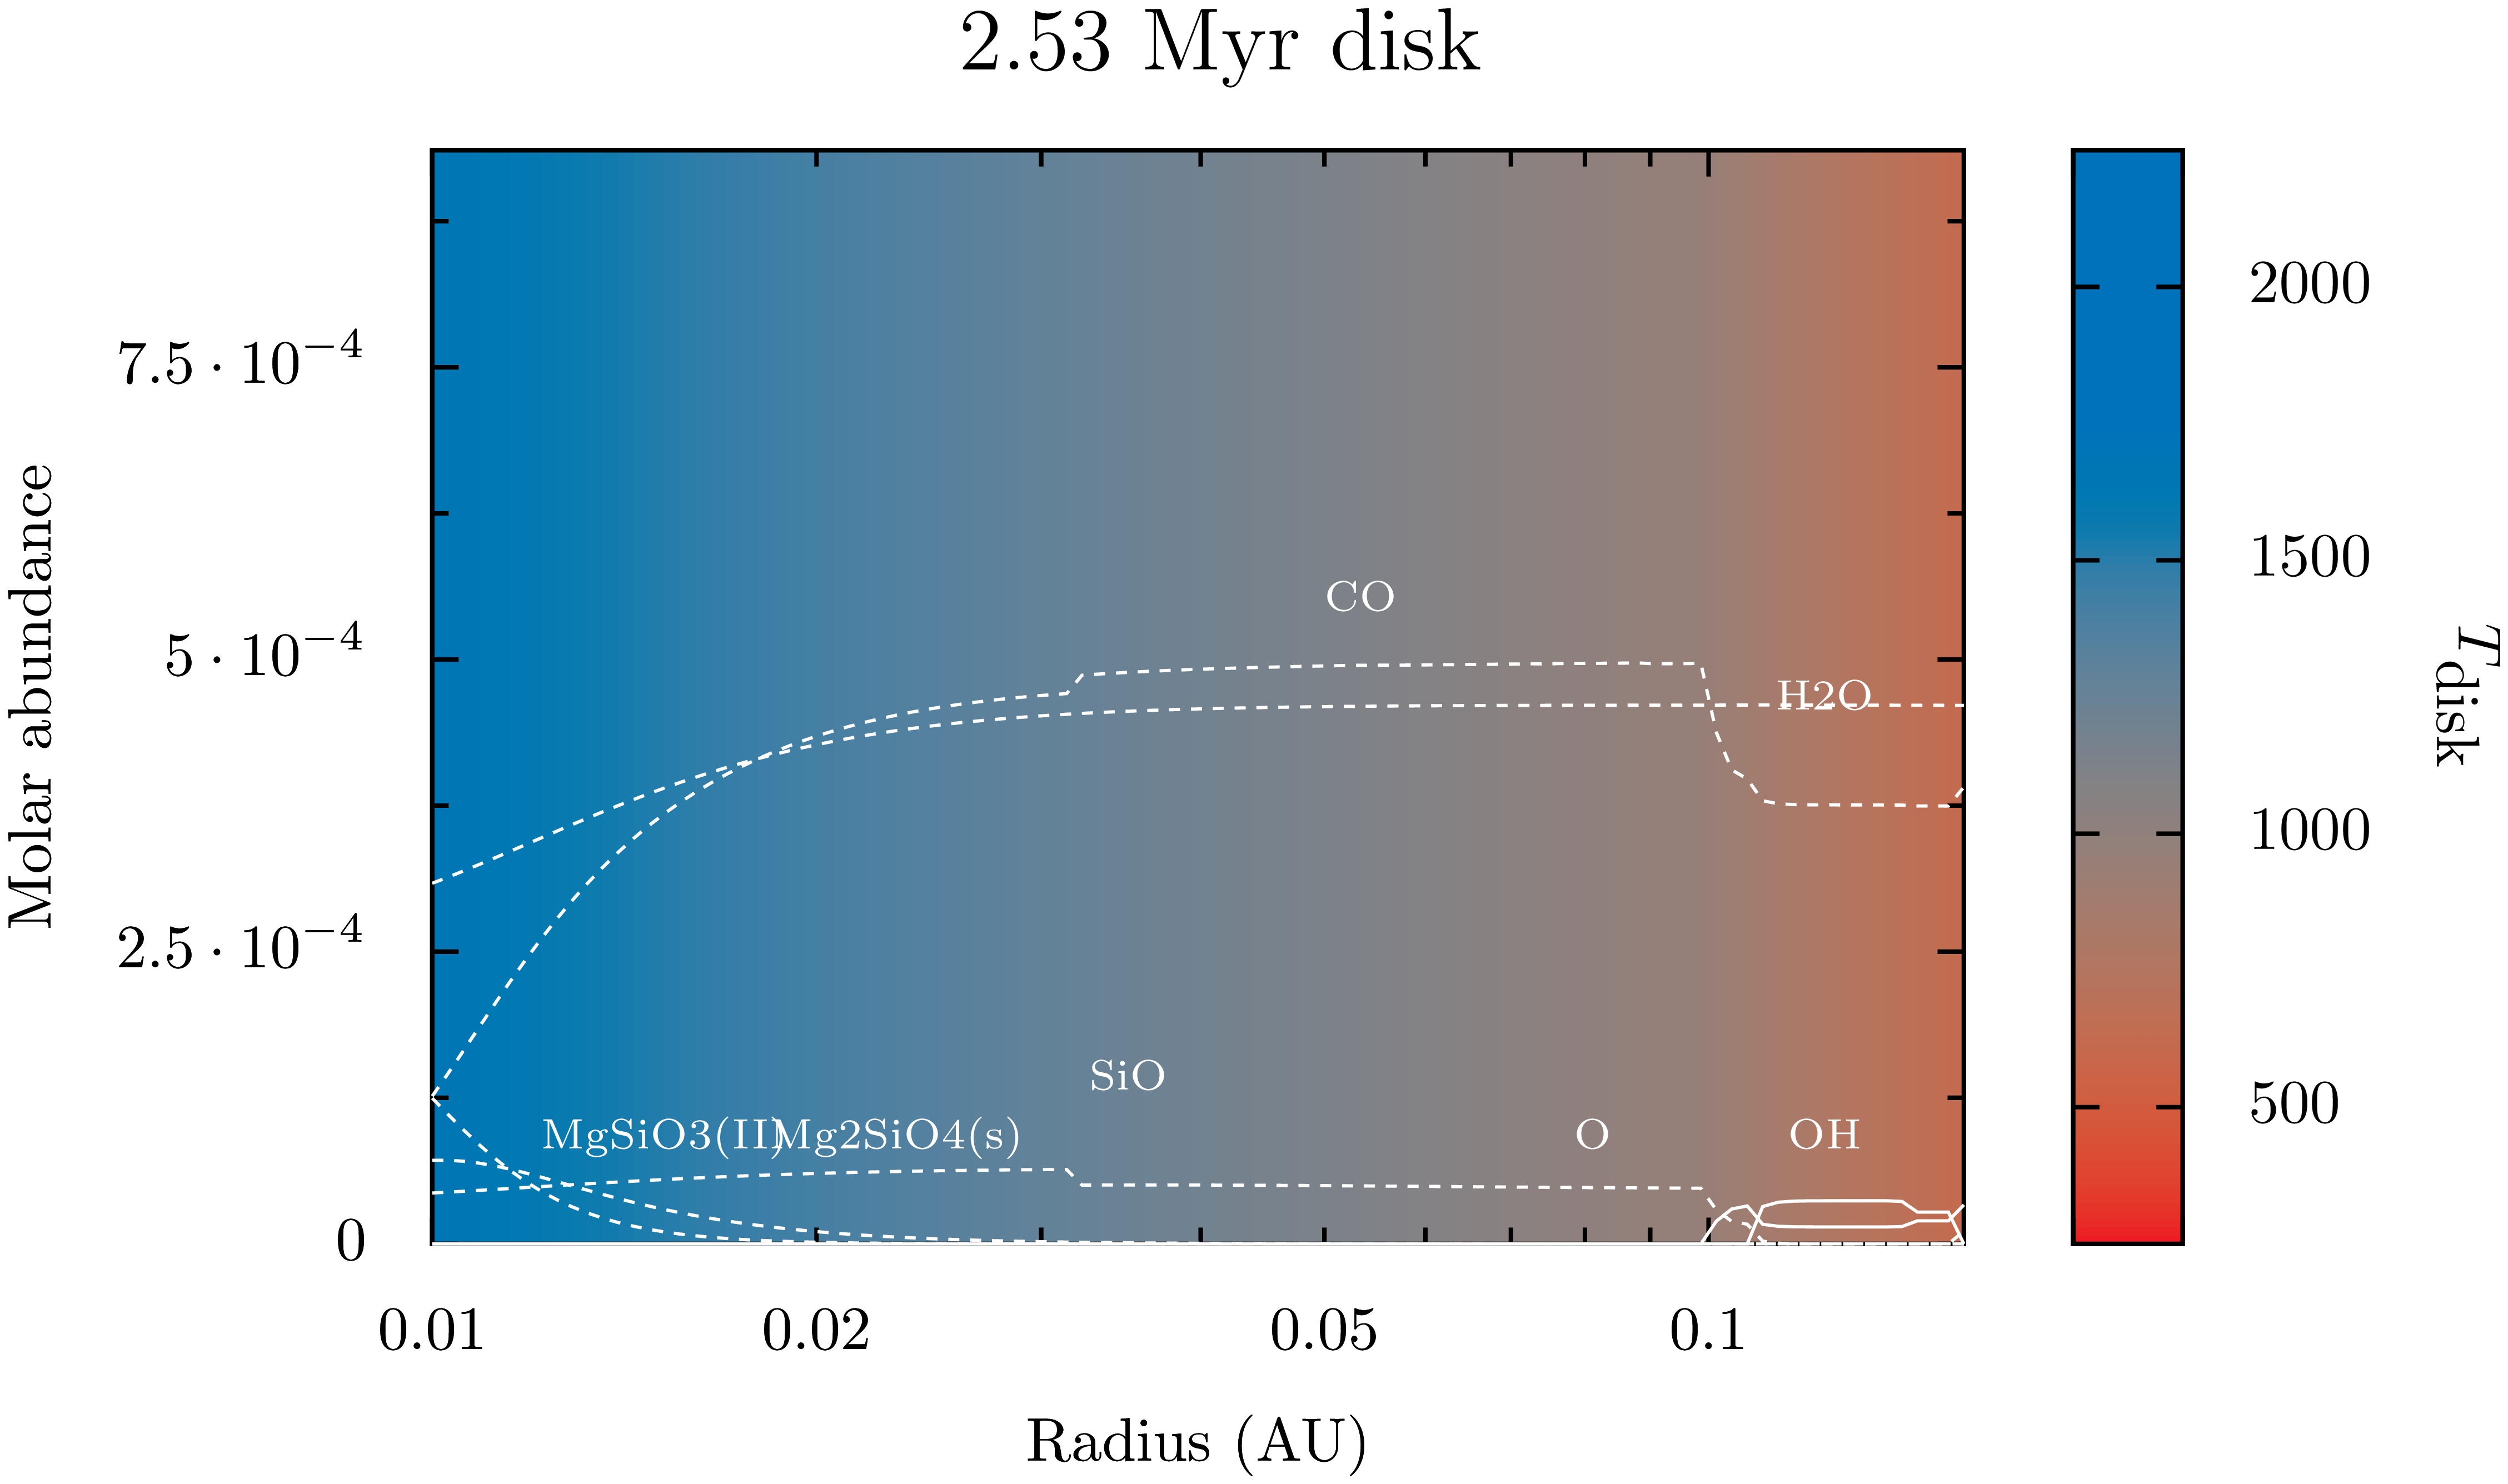 2.53 Myr disk
Molar abundance
7.5 · 10⁻⁴
5 · 10⁻⁴
2.5 · 10⁻⁴
0
CO
H2O
SiO
MgSiO3(II)
Mg2SiO4(s)
O
OH
0.01
0.02
0.05
0.1
Radius (AU)
2000
1500
1000
500
T disk